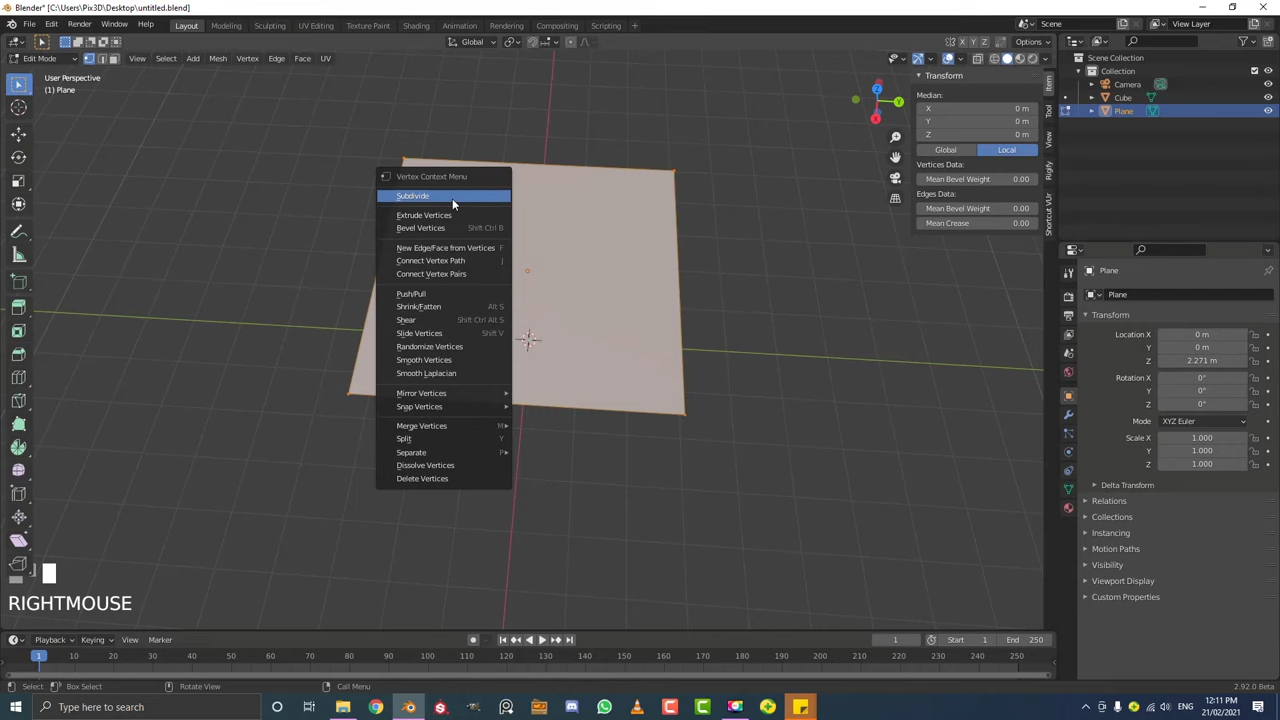 Blender* [C:\Users\Pix3D\Desktop\untitled.blend]
File Edit Render Window Help Layout Modeling Sculpting UV Editing Texture Paint Shading Animation Rendering Compositing Scripting + Scene View Layer
Global X Y Z Options
Edit Mode View Select Add Mesh Vertex Edge Face UV
User Perspective
(1) Plane
Z
Y
X
Transform
Median:
X 0 m
Y 0 m
Z 0 m
Global Local
Vertices Data:
Mean Bevel Weight 0.00
Edges Data:
Mean Bevel Weight 0.00
Mean Crease 0.00
Item
Tool
View
Rigify
Shortcut VUr
Scene Collection
Collection
Camera
Cube
Plane
Vertex Context Menu
Subdivide
Extrude Vertices
Bevel Vertices Shift Ctrl B
New Edge/Face from Vertices F
Connect Vertex Path J
Connect Vertex Pairs
Push/Pull
Shrink/Fatten Alt S
Shear Shift Ctrl Alt S
Slide Vertices Shift V
Randomize Vertices
Smooth Vertices
Smooth Laplacian
Mirror Vertices
Snap Vertices
Merge Vertices M
Split Y
Separate P
Dissolve Vertices
Delete Vertices
Plane
Plane
Transform
Location X 0 m
Y 0 m
Z 2.271 m
Rotation X 0°
Y 0°
Z 0°
Mode XYZ Euler
Scale X 1.000
Y 1.000
Z 1.000
Delta Transform
Relations
Collections
Instancing
Motion Paths
Visibility
Viewport Display
Custom Properties
RIGHTMOUSE
Playback Keying View Marker 1 Start 1 End 250
1 10 20 30 40 50 60 70 80 90 100 110 120 130 140 150 160 170 180 190 200 210 220 230 240 250
Select Box Select Rotate View Call Menu 2.92.0 Beta
Type here to search ENG 12:11 PM
21/02/2021